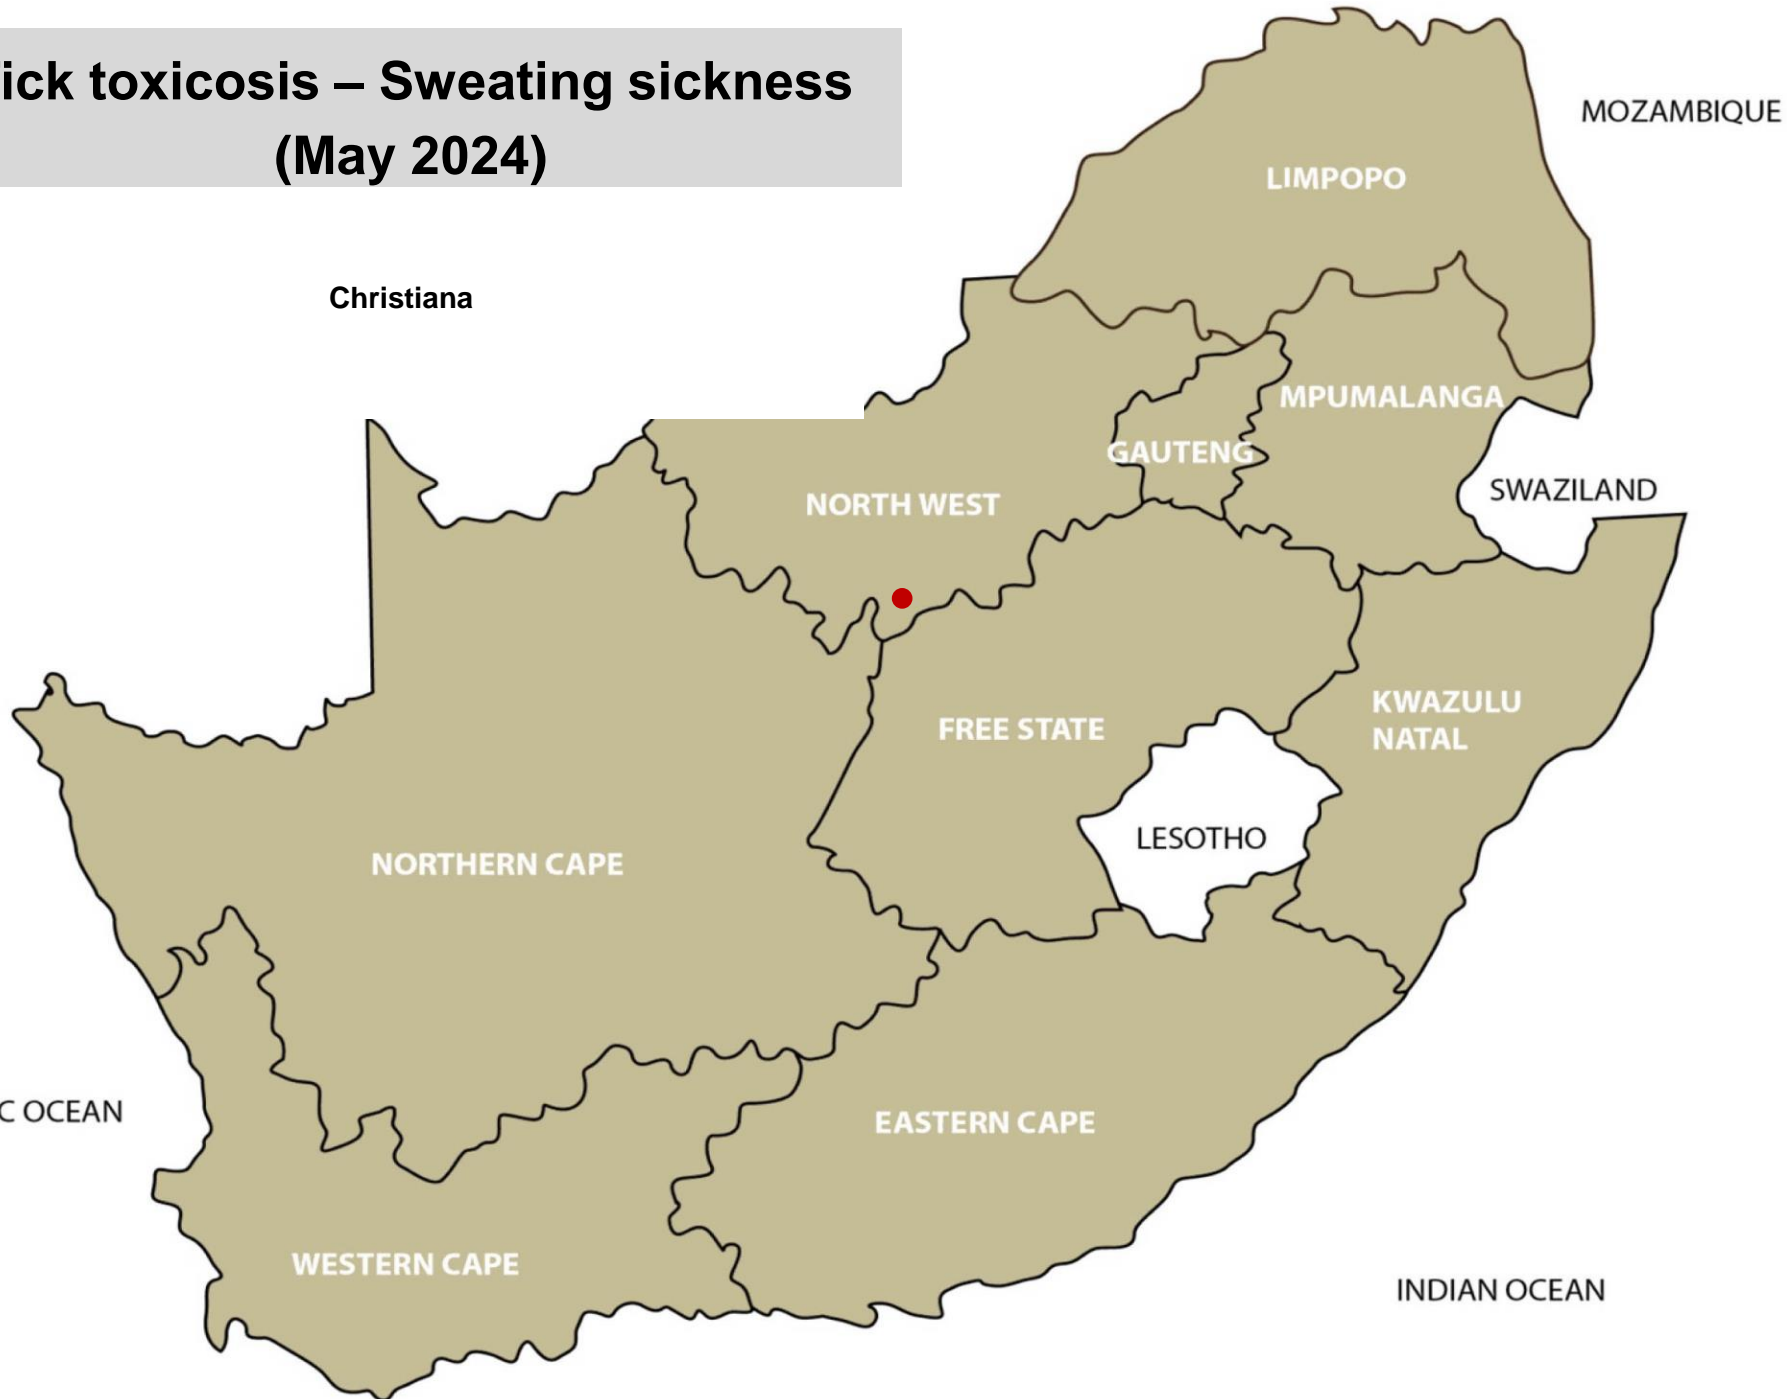 ick toxicosis – Sweating sickness
(May 2024)
MOZAMBIQUE
LIMPOPO
Christiana
MPUMALANGA
GAUTENG
SWAZILAND
NORTH WEST
KWAZULU
NATAL
FREE STATE
LESOTHO
NORTHERN CAPE
C OCEAN
EASTERN CAPE
WESTERN CAPE
INDIAN OCEAN